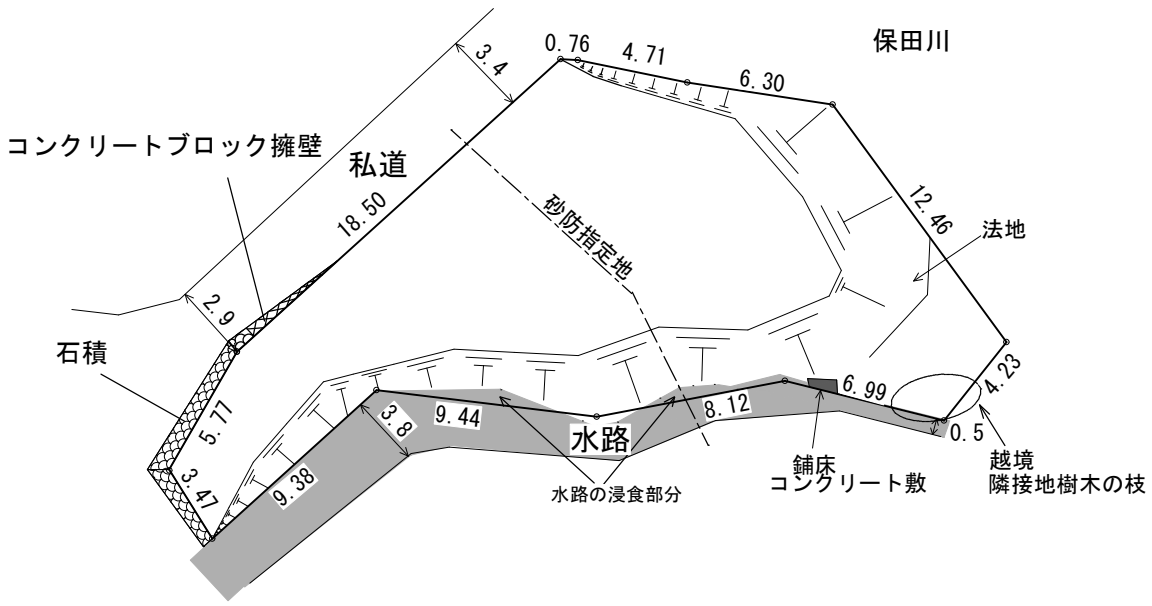 保田川
0.76
4.71
6.30
3.4
コンクリートブロック擁壁
私道
18.50
砂防指定地
12.46
法地
2.9
石積
5.77
3.47
9.38
3.8
9.44
水路
8.12
6.99
4.23
0.5
水路の浸食部分
鋪床
コンクリート敷
越境
隣接地樹木の枝